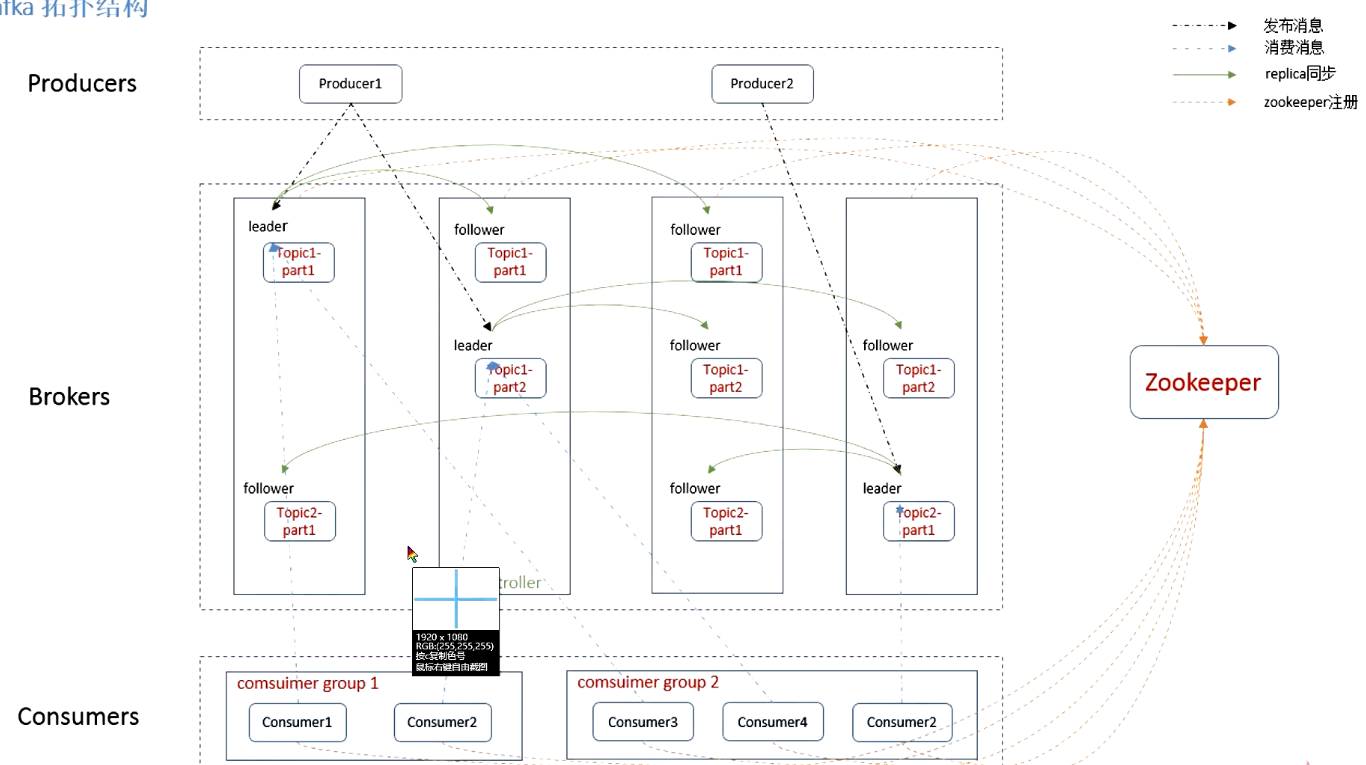 fka 拓扑结构
发布消息
消费消息
replica同步
zookeeper注册
Producers
Producer1
Producer2
leader
follower
follower
Topic1-
part1
Topic1-
part1
Topic1-
part1
leader
follower
follower
Topic1-
part2
Topic1-
part2
Topic1-
part2
Zookeeper
Brokers
follower
follower
leader
Topic2-
part1
Topic2-
part1
Topic2-
part1
troller
1920 x 1080
RGB:(255,255,255)
按c复制色号
鼠标右键自由截图
comsuimer group 1
comsuimer group 2
Consumers
Consumer1
Consumer2
Consumer3
Consumer4
Consumer2